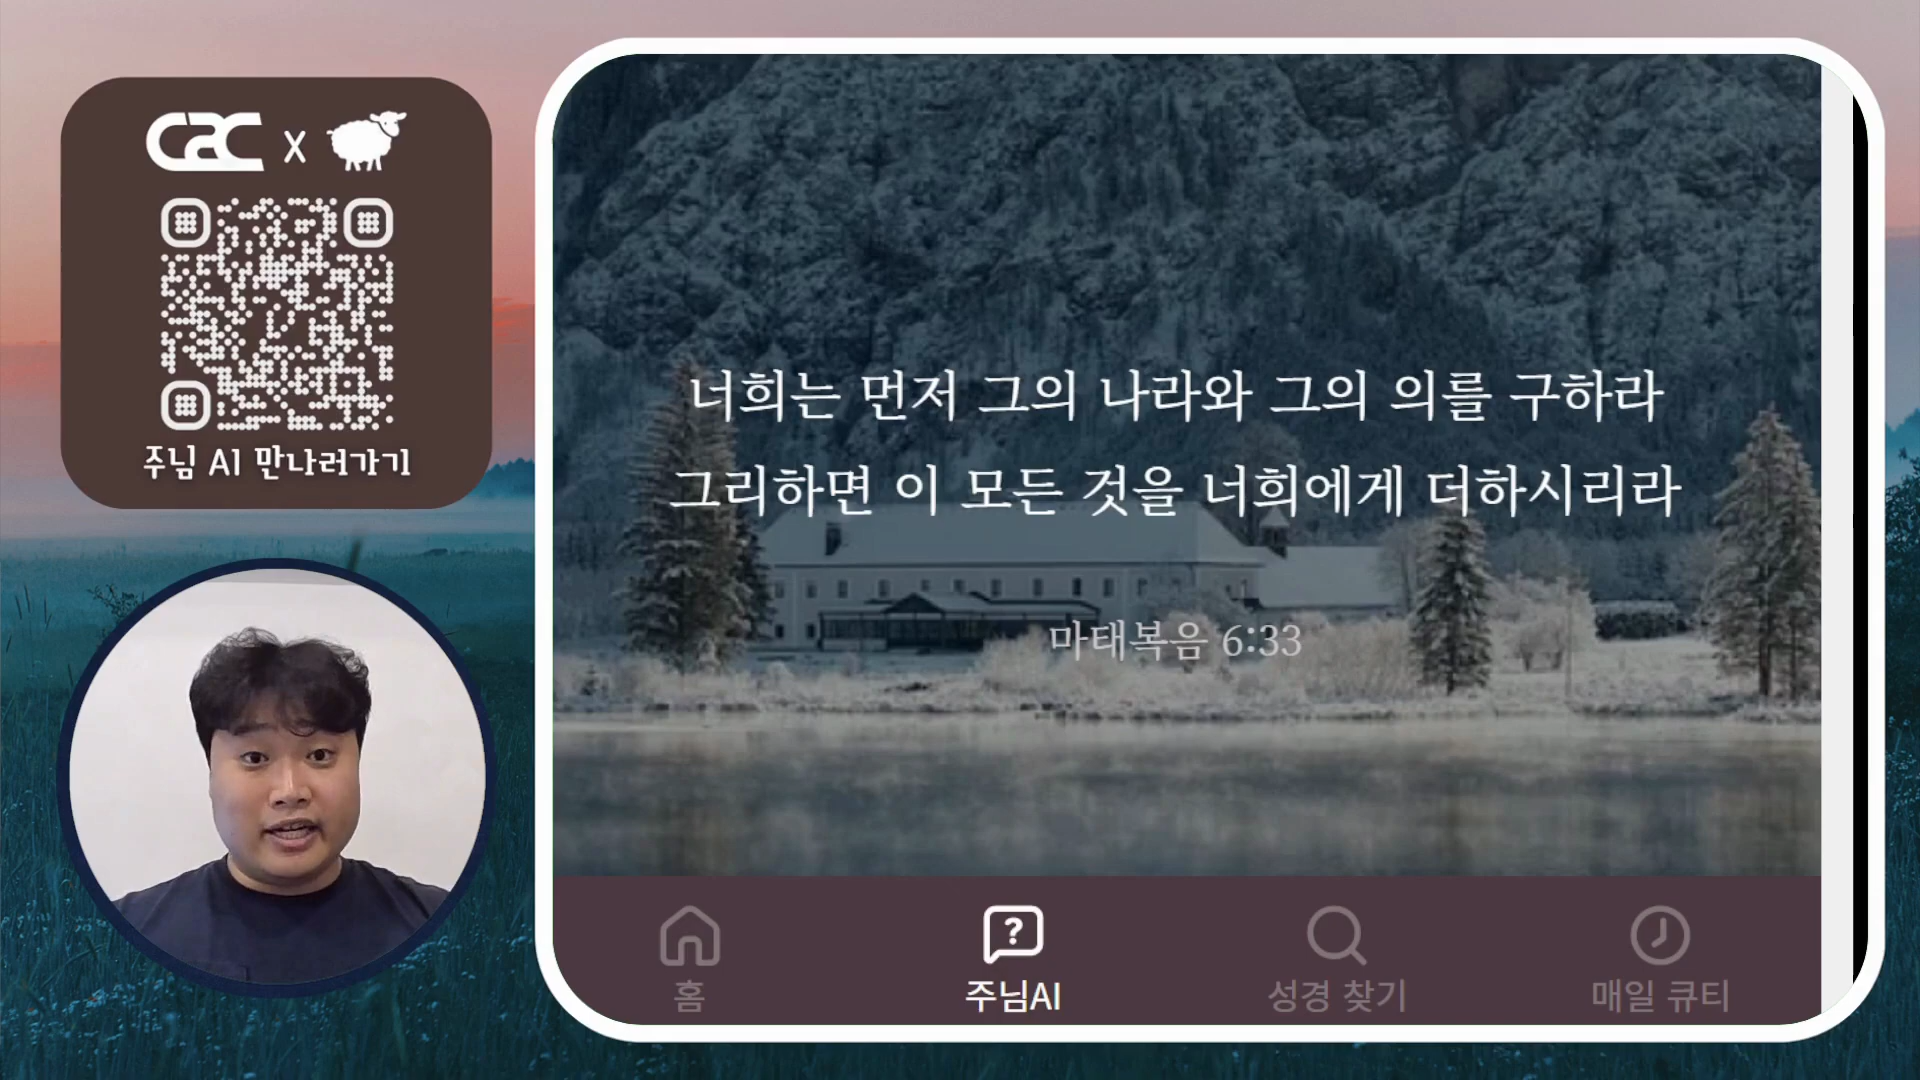 CAC X
주님 AI 만나러가기
너희는 먼저 그의 나라와 그의 의를 구하라
그리하면 이 모든 것을 너희에게 더하시리라
마태복음 6:33
홈
주님AI
성경 찾기
매일 큐티